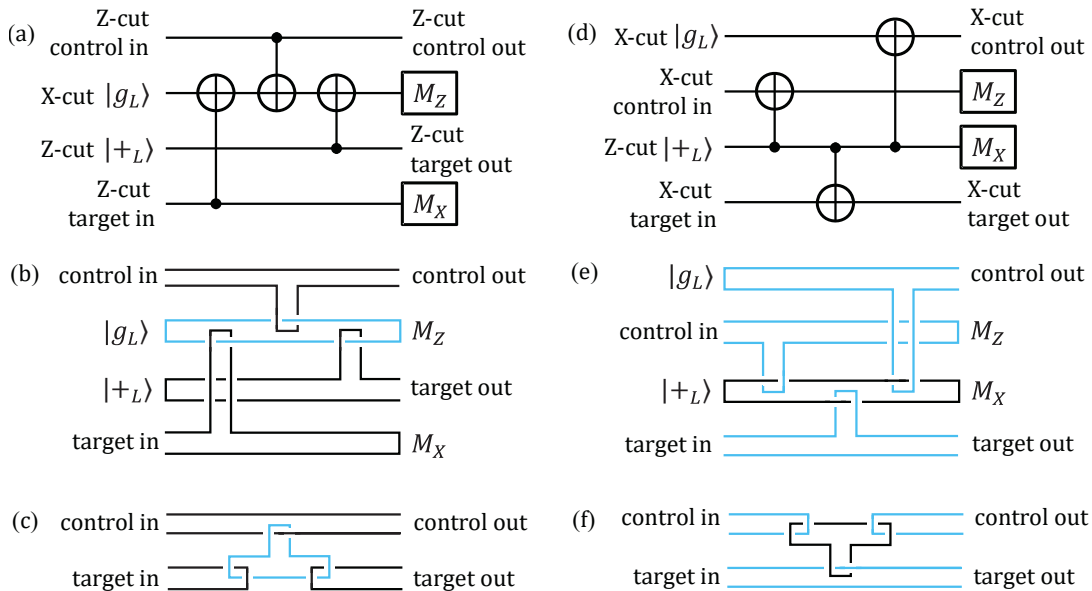 (a)
Z-cut
control in
Z-cut
control out
X-cut |g_L⟩
M_Z
Z-cut |+_L⟩
Z-cut
target out
Z-cut
target in
M_X
(b)
control in
control out
|g_L⟩
M_Z
|+_L⟩
target out
target in
M_X
(c)
control in
control out
target in
target out
(d)
X-cut |g_L⟩
X-cut
control out
X-cut
control in
M_Z
Z-cut |+_L⟩
M_X
X-cut
target in
X-cut
target out
(e)
|g_L⟩
control out
control in
M_Z
|+_L⟩
M_X
target in
target out
(f)
control in
control out
target in
target out